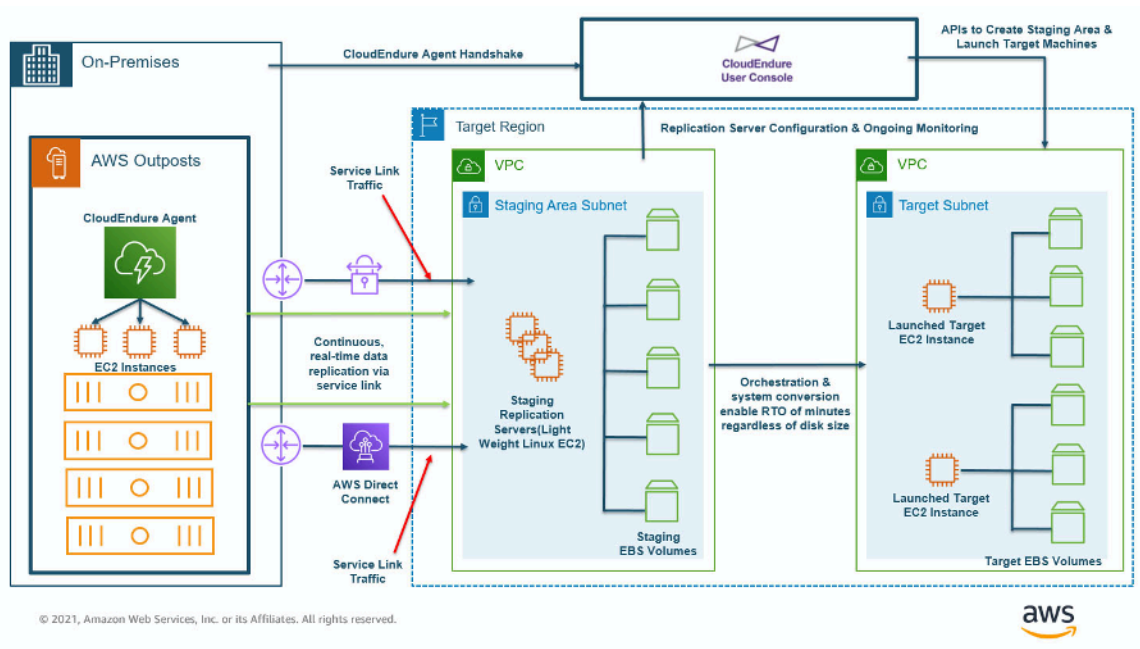 On-Premises
CloudEndure Agent Handshake
CloudEndure
User Console
APIs to Create Staging Area &
Launch Target Machines
Target Region
Replication Server Configuration & Ongoing Monitoring
AWS Outposts
CloudEndure Agent
EC2 Instances
Service Link
Traffic
Continuous,
real-time data
replication via
service link
AWS Direct
Connect
Service Link
Traffic
VPC
Staging Area Subnet
Staging
Replication
Servers(Light
Weight Linux EC2)
Staging
EBS Volumes
Orchestration &
system conversion
enable RTO of minutes
regardless of disk size
VPC
Target Subnet
Launched Target
EC2 Instance
Launched Target
EC2 Instance
Target EBS Volumes
© 2021, Amazon Web Services, Inc. or its Affiliates. All rights reserved.
aws